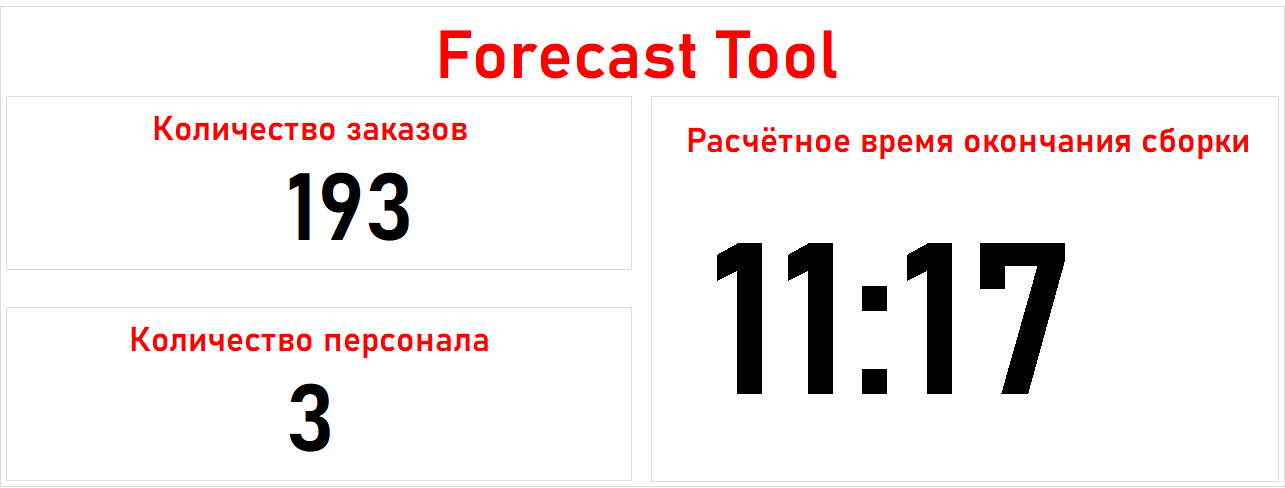 Forecast Tool
Количество заказов
193
Количество персонала
3
Расчётное время окончания сборки
11:17